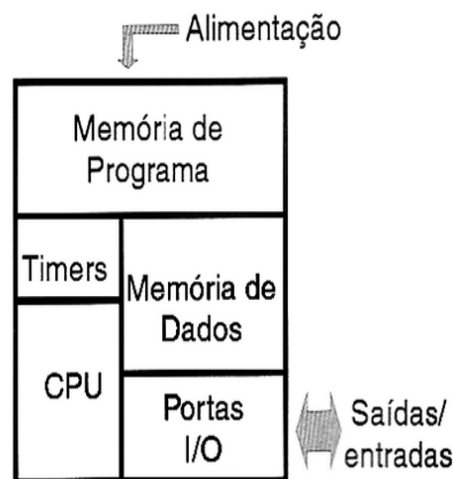 Alimentação
Memória de
Programa
Timers
Memória de
Dados
CPU
Portas
I/O
Saídas/
entradas